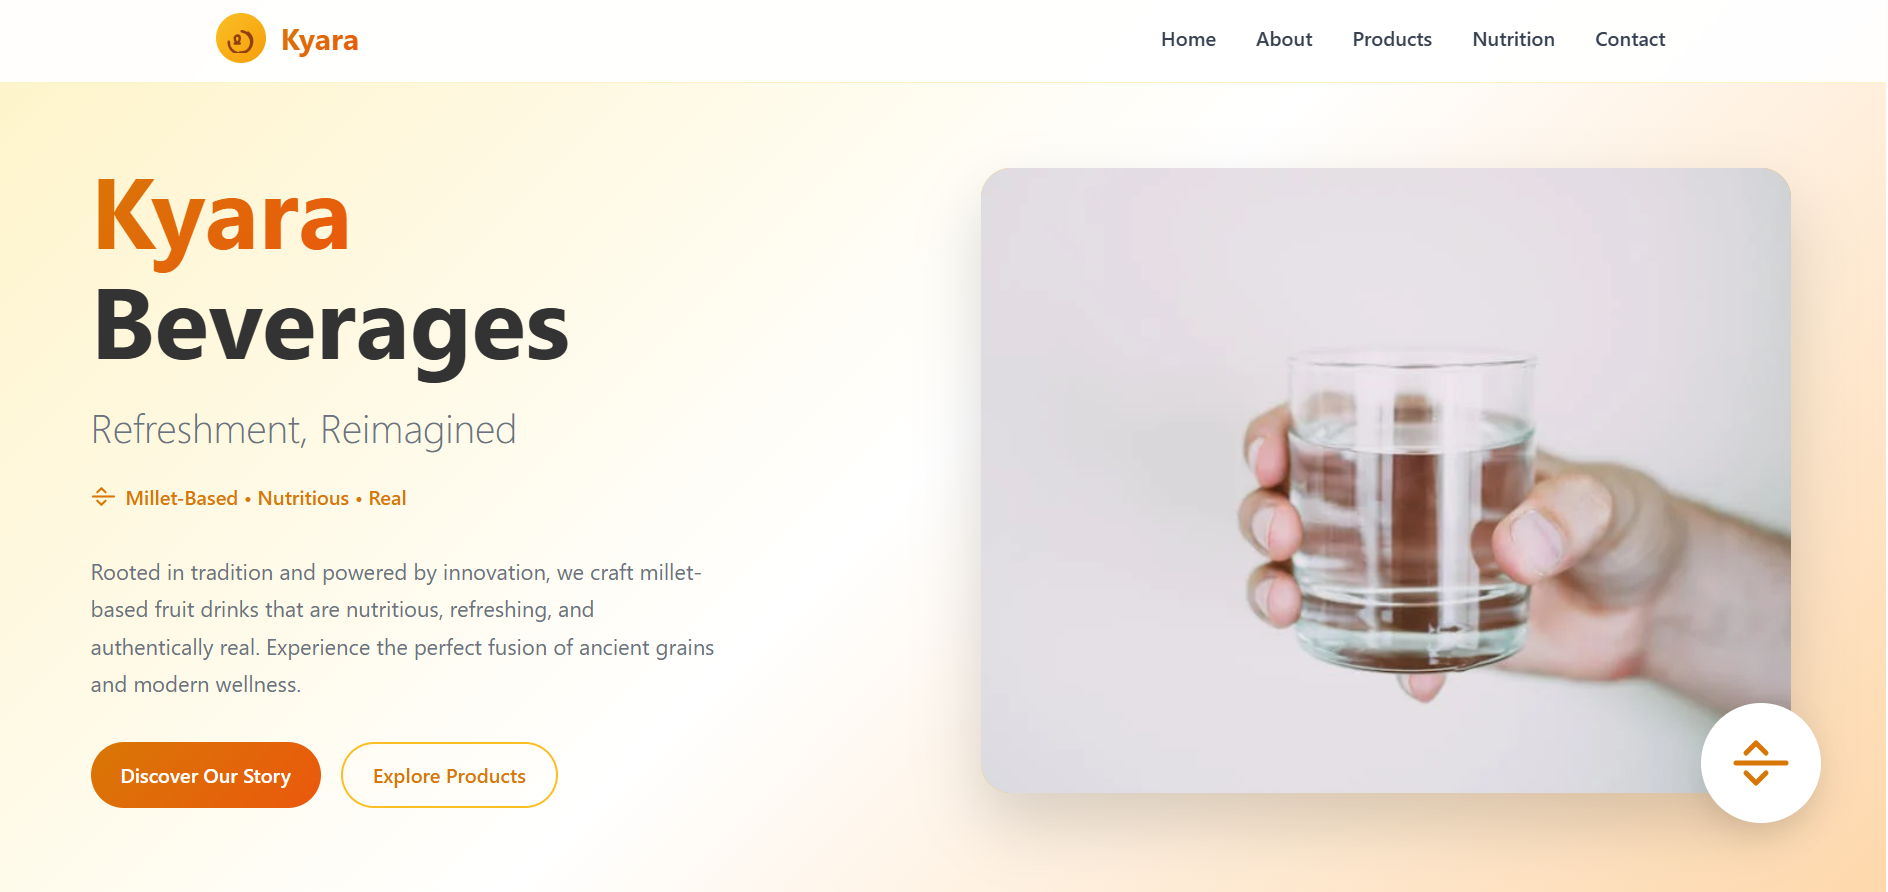 Kyara
Home About Products Nutrition Contact
Kyara
Beverages
Refreshment, Reimagined
Millet-Based • Nutritious • Real
Rooted in tradition and powered by innovation, we craft millet-
based fruit drinks that are nutritious, refreshing, and
authentically real. Experience the perfect fusion of ancient grains
and modern wellness.
Discover Our Story
Explore Products